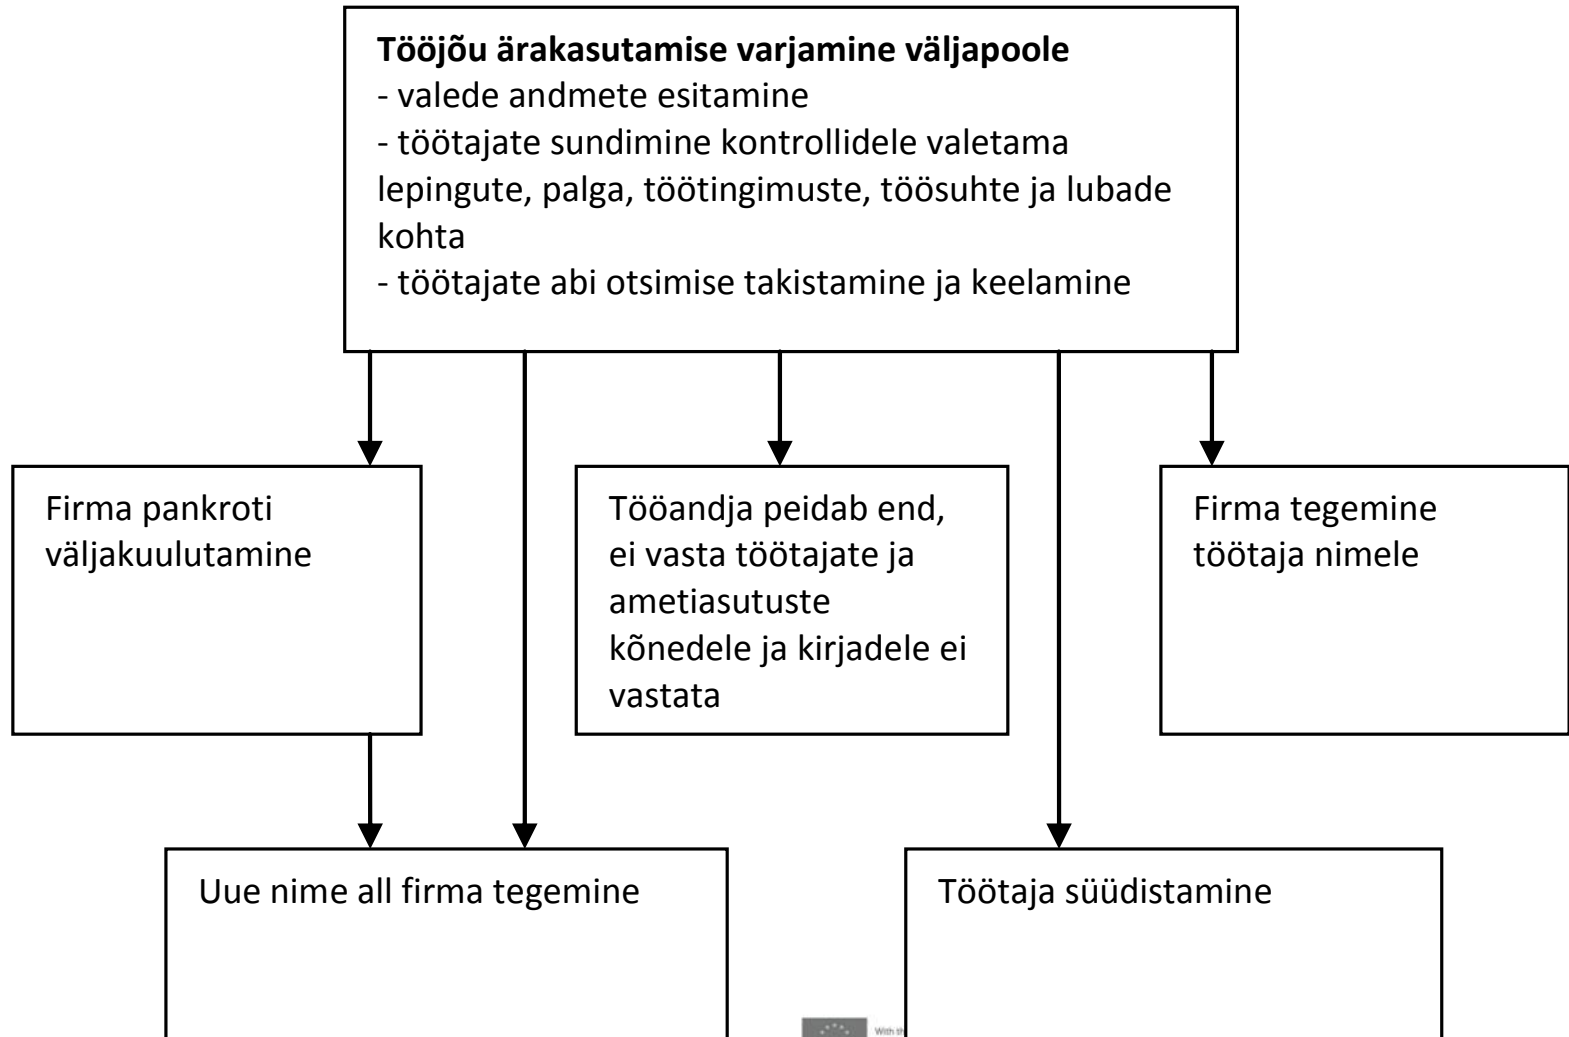 Tööjõu ärakasutamise varjamine väljapoole
- valede andmete esitamine
- töötajate sundimine kontrollidele valetama
lepingute, palga, töötingimuste, töösuhte ja lubade
kohta
- töötajate abi otsimise takistamine ja keelamine
Firma pankroti
väljakuulutamine
Tööandja peidab end,
ei vasta töötajate ja
ametiasutuste
kõnedele ja kirjadele ei
vastata
Firma tegemine
töötaja nimele
Uue nime all firma tegemine
Töötaja süüdistamine
With th